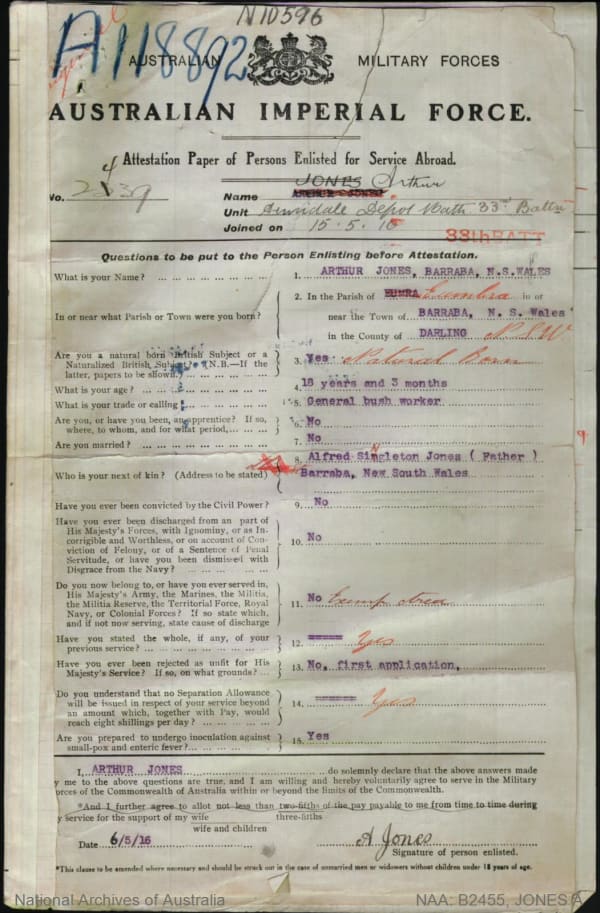 N10596
A118892
AUSTRALIAN MILITARY FORCES
AUSTRALIAN IMPERIAL FORCE.
Attestation Paper of Persons Enlisted for Service Abroad.
No. 2439
Name JONES Arthur
ARTHUR JONES.
Unit Armidale Depot Bath 33rd Battn
Joined on 15.5.16
33th BATT
Questions to be put to the Person Enlisting before Attestation.
What is your Name? 1. ARTHUR JONES, BARRABA, N.S.WALES
In or near what Parish or Town were you born? 2. In the Parish of EUMRA in or
near the Town of BARRABA, N. S. Wales
in the County of DARLING N.S.W
Are you a natural born British Subject or a
Naturalized British Subject? (N.B.—If the
latter, papers to be shown.) 3. Yes Natural Born
What is your age? 4. 18 years and 3 months
What is your trade or calling? 5. General bush worker
Are you, or have you been, an apprentice? If so,
where, to whom, and for what period, 6. No
Are you married? 7. No
Who is your next of kin? (Address to be stated) 8. Alfred Singleton Jones ( Father )
Barraba, New South Wales
Have you ever been convicted by the Civil Power? 9. No
Have you ever been discharged from an part of
His Majesty's Forces, with Ignominy, or as In-
corrigible and Worthless, or on account of Con-
viction of Felony, or of a Sentence of Penal
Servitude, or have you been dismissed with
Disgrace from the Navy? 10. No
Do you now belong to, or have you ever served in,
His Majesty's Army, the Marines, the Militia,
the Militia Reserve, the Territorial Force, Royal
Navy, or Colonial Forces? If so state which,
and if not now serving, state cause of discharge 11. No Exempt area
Have you stated the whole, if any, of your
previous service? 12. Yes
Have you ever been rejected as unfit for His
Majesty's Service? If so, on what grounds? 13. No, first application,
Do you understand that no Separation Allowance
will be issued in respect of your service beyond
an amount which, together with Pay, would
reach eight shillings per day? 14. Yes
Are you prepared to undergo inoculation against
small-pox and enteric fever? 15. Yes
I, ARTHUR JONES do solemnly declare that the above answers made
y me to the above questions are true, and I am willing and hereby voluntarily agree to serve in the Military
orces of the Commonwealth of Australia within or beyond the limits of the Commonwealth.
*And I further agree to allot not less than two-fifths of the pay payable to me from time to time during
three-fifths
y service for the support of my wife
wife and children
Date 6/5/16
A Jones
Signature of person enlisted.
*This clause to be amended where necessary and should be struck out in the case of unmarried men or widowers without children under 18 years of age.
National Archives of Australia
NAA: B2455, JONES A